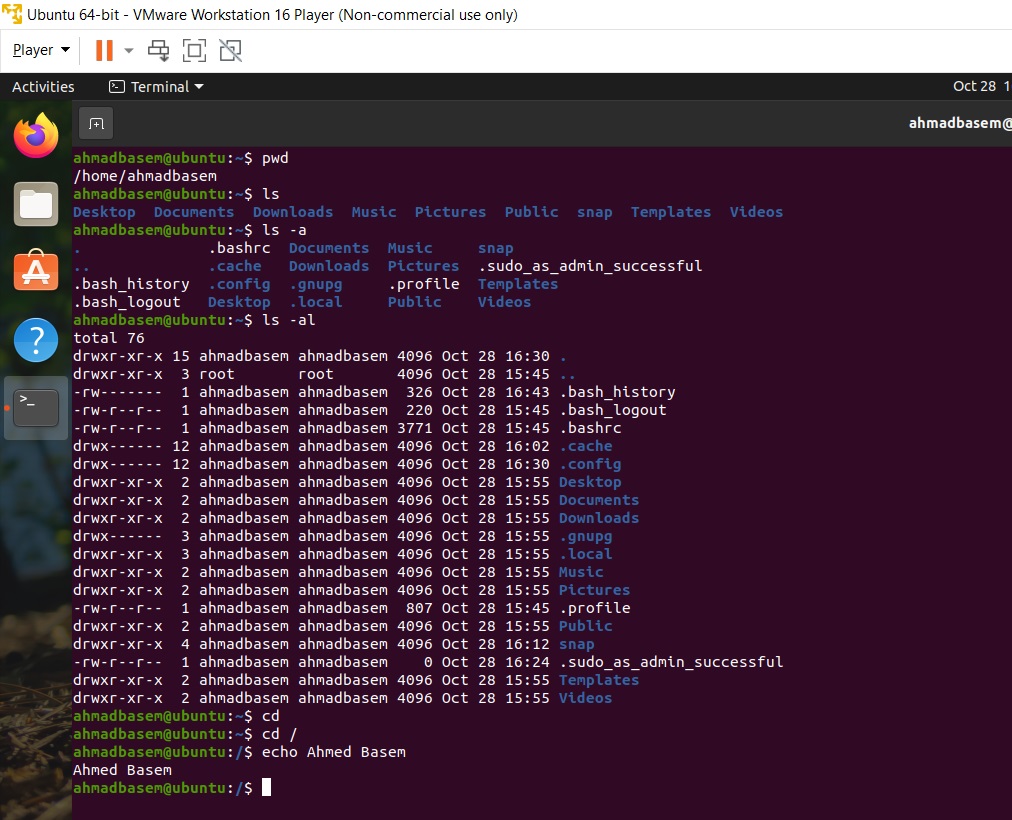 Ubuntu 64-bit - VMware Workstation 16 Player (Non-commercial use only)
Player
Activities Terminal Oct 28 1
ahmadbasem@
ahmadbasem@ubuntu:~$ pwd
/home/ahmadbasem
ahmadbasem@ubuntu:~$ ls
Desktop Documents Downloads Music Pictures Public snap Templates Videos
ahmadbasem@ubuntu:~$ ls -a
. .bashrc Documents Music snap
.. .cache Downloads Pictures .sudo_as_admin_successful
.bash_history .config .gnupg .profile Templates
.bash_logout Desktop .local Public Videos
ahmadbasem@ubuntu:~$ ls -al
total 76
drwxr-xr-x 15 ahmadbasem ahmadbasem 4096 Oct 28 16:30 .
drwxr-xr-x 3 root root 4096 Oct 28 15:45 ..
-rw------- 1 ahmadbasem ahmadbasem 326 Oct 28 16:43 .bash_history
-rw-r--r-- 1 ahmadbasem ahmadbasem 220 Oct 28 15:45 .bash_logout
-rw-r--r-- 1 ahmadbasem ahmadbasem 3771 Oct 28 15:45 .bashrc
drwx------ 12 ahmadbasem ahmadbasem 4096 Oct 28 16:02 .cache
drwx------ 12 ahmadbasem ahmadbasem 4096 Oct 28 16:30 .config
drwxr-xr-x 2 ahmadbasem ahmadbasem 4096 Oct 28 15:55 Desktop
drwxr-xr-x 2 ahmadbasem ahmadbasem 4096 Oct 28 15:55 Documents
drwxr-xr-x 2 ahmadbasem ahmadbasem 4096 Oct 28 15:55 Downloads
drwx------ 3 ahmadbasem ahmadbasem 4096 Oct 28 15:55 .gnupg
drwxr-xr-x 3 ahmadbasem ahmadbasem 4096 Oct 28 15:55 .local
drwxr-xr-x 2 ahmadbasem ahmadbasem 4096 Oct 28 15:55 Music
drwxr-xr-x 2 ahmadbasem ahmadbasem 4096 Oct 28 15:55 Pictures
-rw-r--r-- 1 ahmadbasem ahmadbasem 807 Oct 28 15:45 .profile
drwxr-xr-x 2 ahmadbasem ahmadbasem 4096 Oct 28 15:55 Public
drwxr-xr-x 4 ahmadbasem ahmadbasem 4096 Oct 28 16:12 snap
-rw-r--r-- 1 ahmadbasem ahmadbasem 0 Oct 28 16:24 .sudo_as_admin_successful
drwxr-xr-x 2 ahmadbasem ahmadbasem 4096 Oct 28 15:55 Templates
drwxr-xr-x 2 ahmadbasem ahmadbasem 4096 Oct 28 15:55 Videos
ahmadbasem@ubuntu:~$ cd
ahmadbasem@ubuntu:~$ cd /
ahmadbasem@ubuntu:/$ echo Ahmed Basem
Ahmed Basem
ahmadbasem@ubuntu:/$